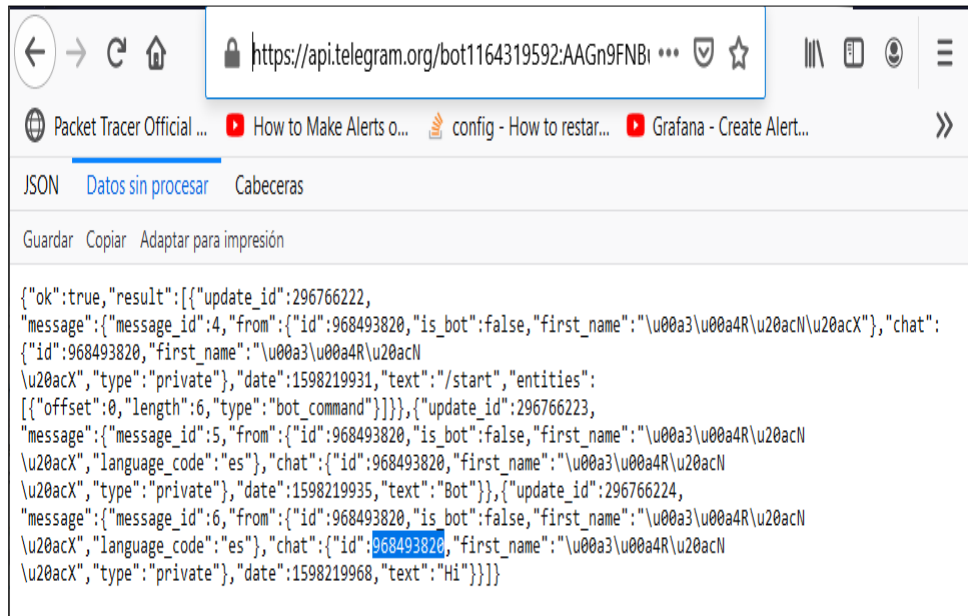 https://api.telegram.org/bot1164319592:AAGn9FNB
Packet Tracer Official ... How to Make Alerts o... config - How to restar... Grafana - Create Alert...
JSON Datos sin procesar Cabeceras
Guardar Copiar Adaptar para impresión
{"ok":true,"result":[{"update_id":296766222,
"message":{"message_id":4,"from":{"id":968493820,"is_bot":false,"first_name":"\u00a3\u00a4R\u20acN\u20acX"},"chat":
{"id":968493820,"first_name":"\u00a3\u00a4R\u20acN
\u20acX","type":"private"},"date":1598219931,"text":"/start","entities":
[{"offset":0,"length":6,"type":"bot_command"}]}},{"update_id":296766223,
"message":{"message_id":5,"from":{"id":968493820,"is_bot":false,"first_name":"\u00a3\u00a4R\u20acN
\u20acX","language_code":"es"},"chat":{"id":968493820,"first_name":"\u00a3\u00a4R\u20acN
\u20acX","type":"private"},"date":1598219935,"text":"Bot"}},{"update_id":296766224,
"message":{"message_id":6,"from":{"id":968493820,"is_bot":false,"first_name":"\u00a3\u00a4R\u20acN
\u20acX","language_code":"es"},"chat":{"id":968493820,"first_name":"\u00a3\u00a4R\u20acN
\u20acX","type":"private"},"date":1598219968,"text":"Hi"}}]}